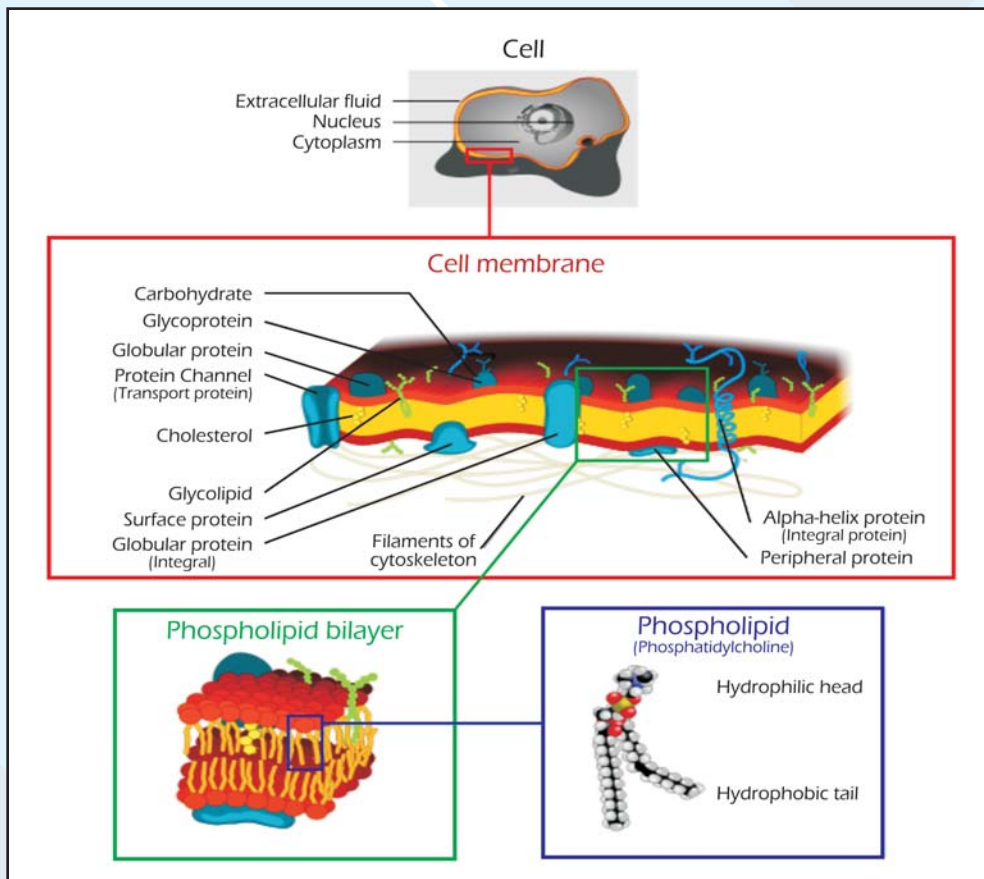 Cell
Extracellular fluid
Nucleus
Cytoplasm
Cell membrane
Carbohydrate
Glycoprotein
Globular protein
Protein Channel
(Transport protein)
Cholesterol
Glycolipid
Surface protein
Globular protein
(Integral)
Filaments of
cytoskeleton
Alpha-helix protein
(Integral protein)
Peripheral protein
Phospholipid bilayer
Phospholipid
(Phosphatidylcholine)
Hydrophilic head
Hydrophobic tail